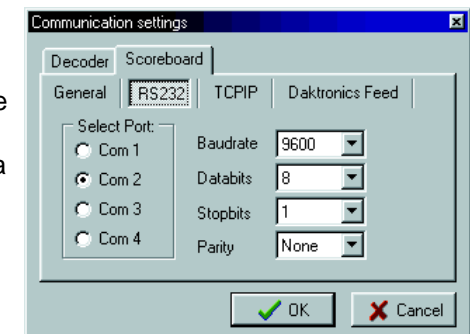 Communication settings
Decoder Scoreboard
General RS232 TCPIP Daktronics Feed
e
Select Port:
Com 1 Baudrate 9600
a
Com 2 Databits 8
Com 3 Stopbits 1
Com 4 Parity None
OK Cancel